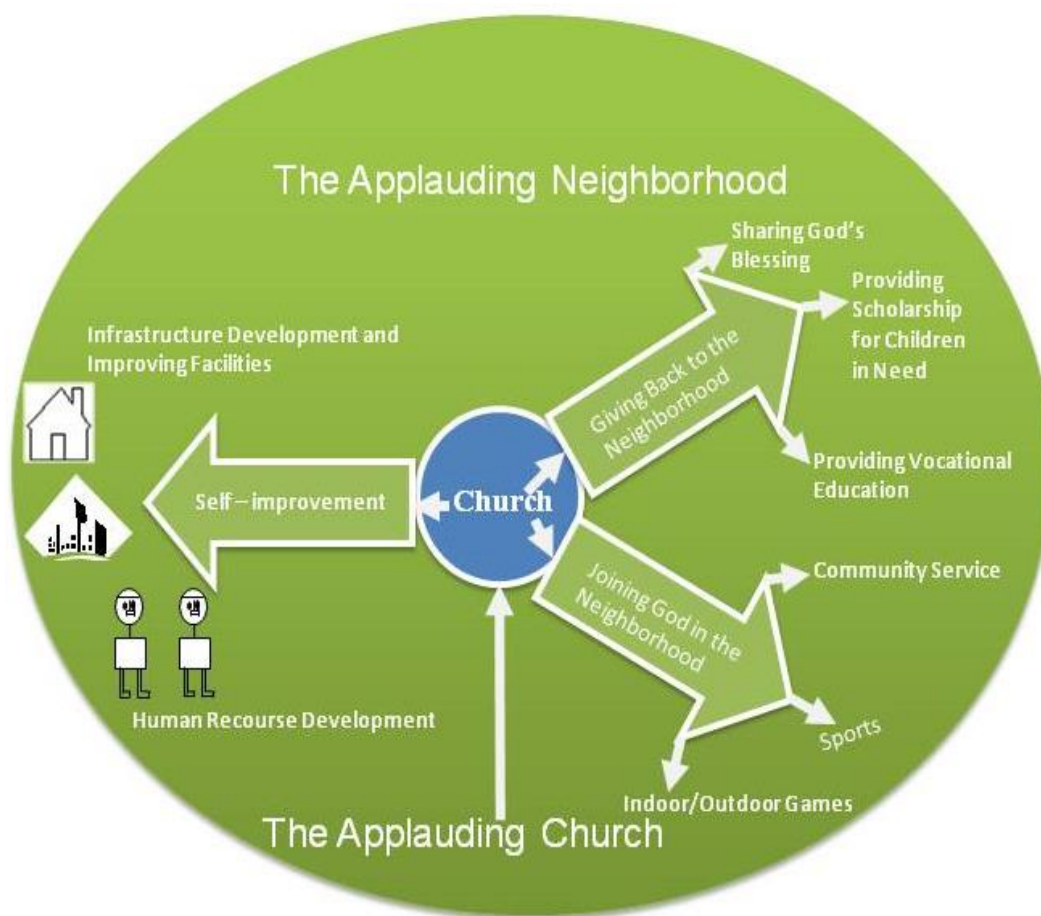 The Applauding Neighborhood
Sharing God's
Blessing
Providing
Scholarship
for Children
in Need
Infrastructure Development and
Improving Facilities
Giving Back to the
Neighborhood
Providing Vocational
Education
Self – improvement
Church
Joining God in the
Neighborhood
Community Service
Sports
Human Recourse Development
Indoor/Outdoor Games
The Applauding Church